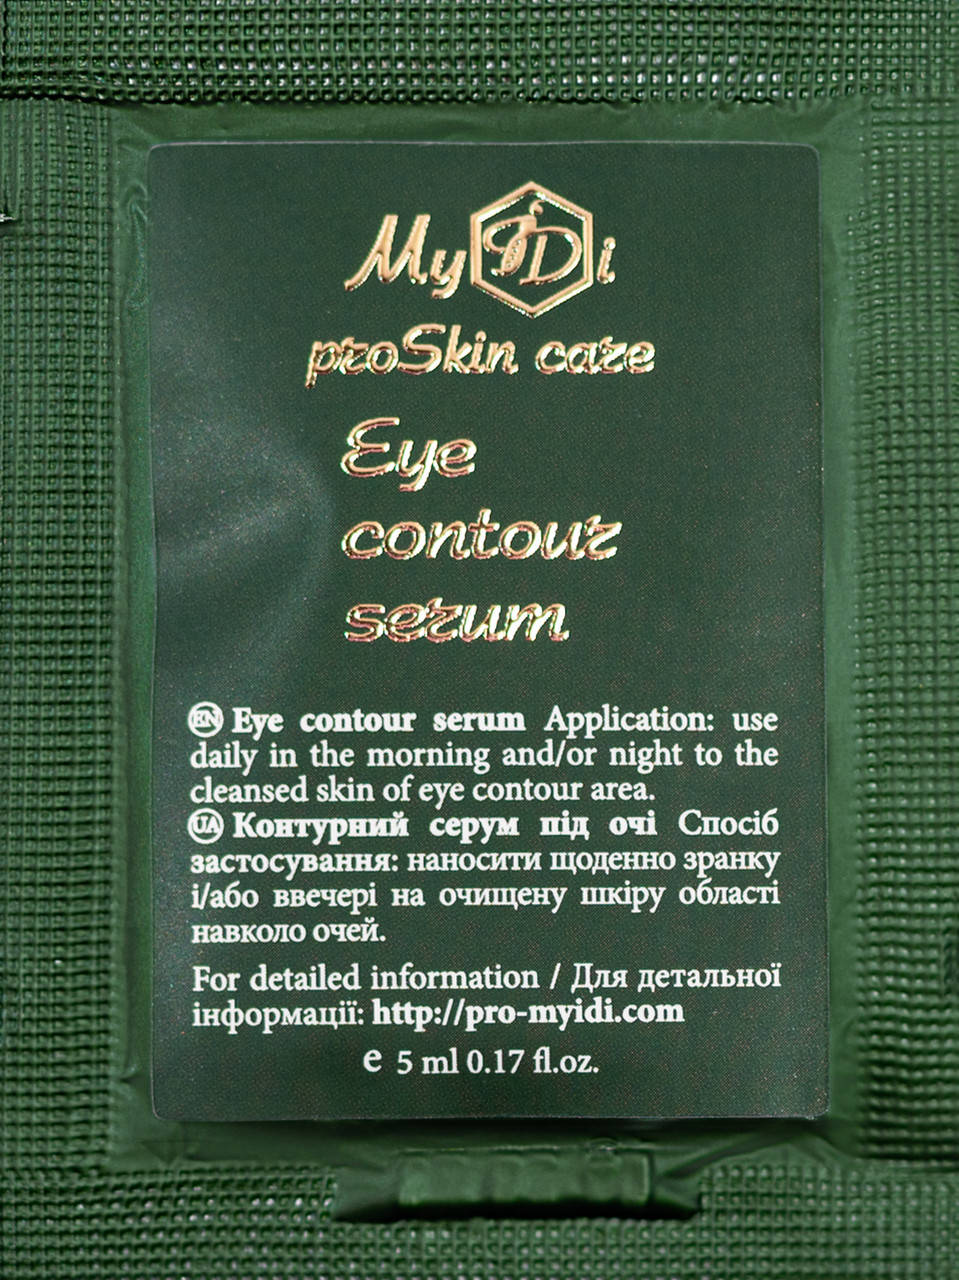 MyiDi
proSkin care
Eye
contour
serum
EN Eye contour serum Application: use
daily in the morning and/or night to the
cleansed skin of eye contour area.
UA Контурний серум під очі Спосіб
застосування: наносити щоденно зранку
і/або ввечері на очищену шкіру області
навколо очей.
For detailed information / Для детальної
інформації: http://pro-myidi.com
e 5 ml 0.17 fl.oz.